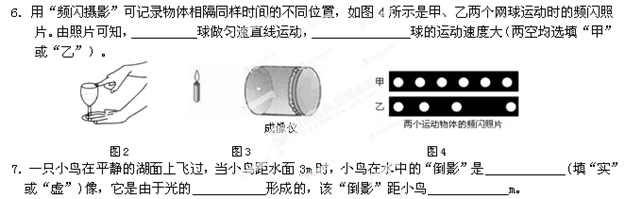 6. 用“频闪摄影”可记录物体相隔同样时间的不同位置，如图 4 所示是甲、乙两个网球运动时的频闪照
片。由照片可知，________球做匀速直线运动，____________球的运动速度大(两空均选填“甲”
或“乙”) 。
甲
乙
成像仪
两个运动物体的频闪照片
图2
图3
图4
7. 一只小鸟在平静的湖面上飞过，当小鸟距水面 3m 时，小鸟在水中的“倒影”是__________(填“实”
或“虚”)像，它是由于光的_________形成的，该“倒影”距小鸟__________m。